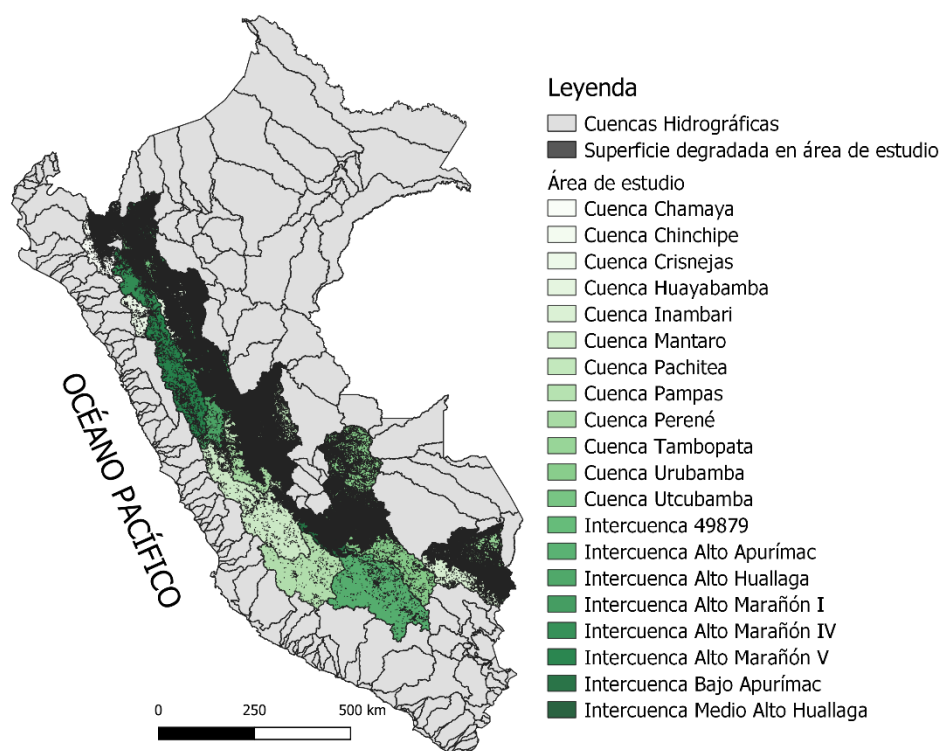 Leyenda
Cuencas Hidrográficas
Superficie degradada en área de estudio
Área de estudio
Cuenca Chamaya
Cuenca Chinchipe
Cuenca Crisnejas
Cuenca Huayabamba
Cuenca Inambari
Cuenca Mantaro
Cuenca Pachitea
Cuenca Pampas
Cuenca Perené
Cuenca Tambopata
Cuenca Urubamba
Cuenca Utcubamba
Intercuenca 49879
Intercuenca Alto Apurímac
Intercuenca Alto Huallaga
Intercuenca Alto Marañón I
Intercuenca Alto Marañón IV
Intercuenca Alto Marañón V
Intercuenca Bajo Apurímac
Intercuenca Medio Alto Huallaga
OCÉANO PACÍFICO
0 250 500 km